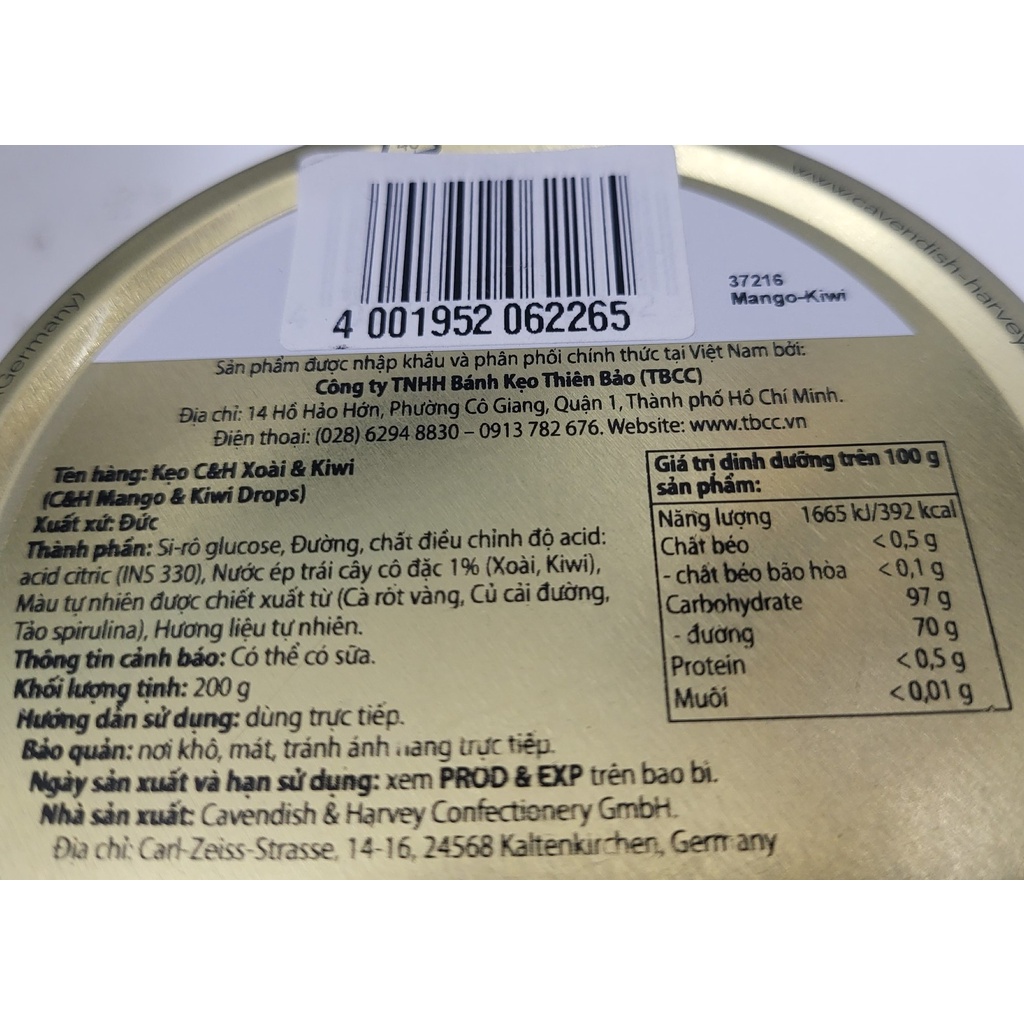 Germany)
www.cavendish-harvey
4 001952 062265
37216
Mango-Kiwi
Sản phẩm được nhập khẩu và phân phối chính thức tại Việt Nam bởi:
Công ty TNHH Bánh Kẹo Thiên Bảo (TBCC)
Địa chỉ: 14 Hồ Hảo Hớn, Phường Cô Giang, Quận 1, Thành phố Hồ Chí Minh.
Điện thoại: (028) 6294 8830 – 0913 782 676. Website: www.tbcc.vn
Tên hàng: Kẹo C&H Xoài & Kiwi
(C&H Mango & Kiwi Drops)
Xuất xứ: Đức
Thành phần: Si-rô glucose, Đường, chất điều chỉnh độ acid:
acid citric (INS 330), Nước ép trái cây cô đặc 1% (Xoài, Kiwi),
Màu tự nhiên được chiết xuất từ (Cà rốt vàng, Củ cải đường,
Tảo spirulina), Hương liệu tự nhiên.
Thông tin cảnh báo: Có thể có sữa.
Khối lượng tịnh: 200 g
Hướng dẫn sử dụng: dùng trực tiếp.
Bảo quản: nơi khô, mát, tránh ánh nang trực tiếp.
Ngày sản xuất và hạn sử dụng: xem PROD & EXP trên bao bì.
Nhà sản xuất: Cavendish & Harvey Confectionery GmbH.
Địa chỉ: Carl-Zeiss-Strasse, 14-16, 24568 Kaltenkirchen, Germany
Giá trị dinh dưỡng trên 100 g
sản phẩm:
Năng lượng 1665 kJ/392 kcal
Chất béo <0,5 g
- chất béo bão hòa <0,1 g
Carbohydrate 97 g
- đường 70 g
Protein <0,5 g
Muối <0,01 g